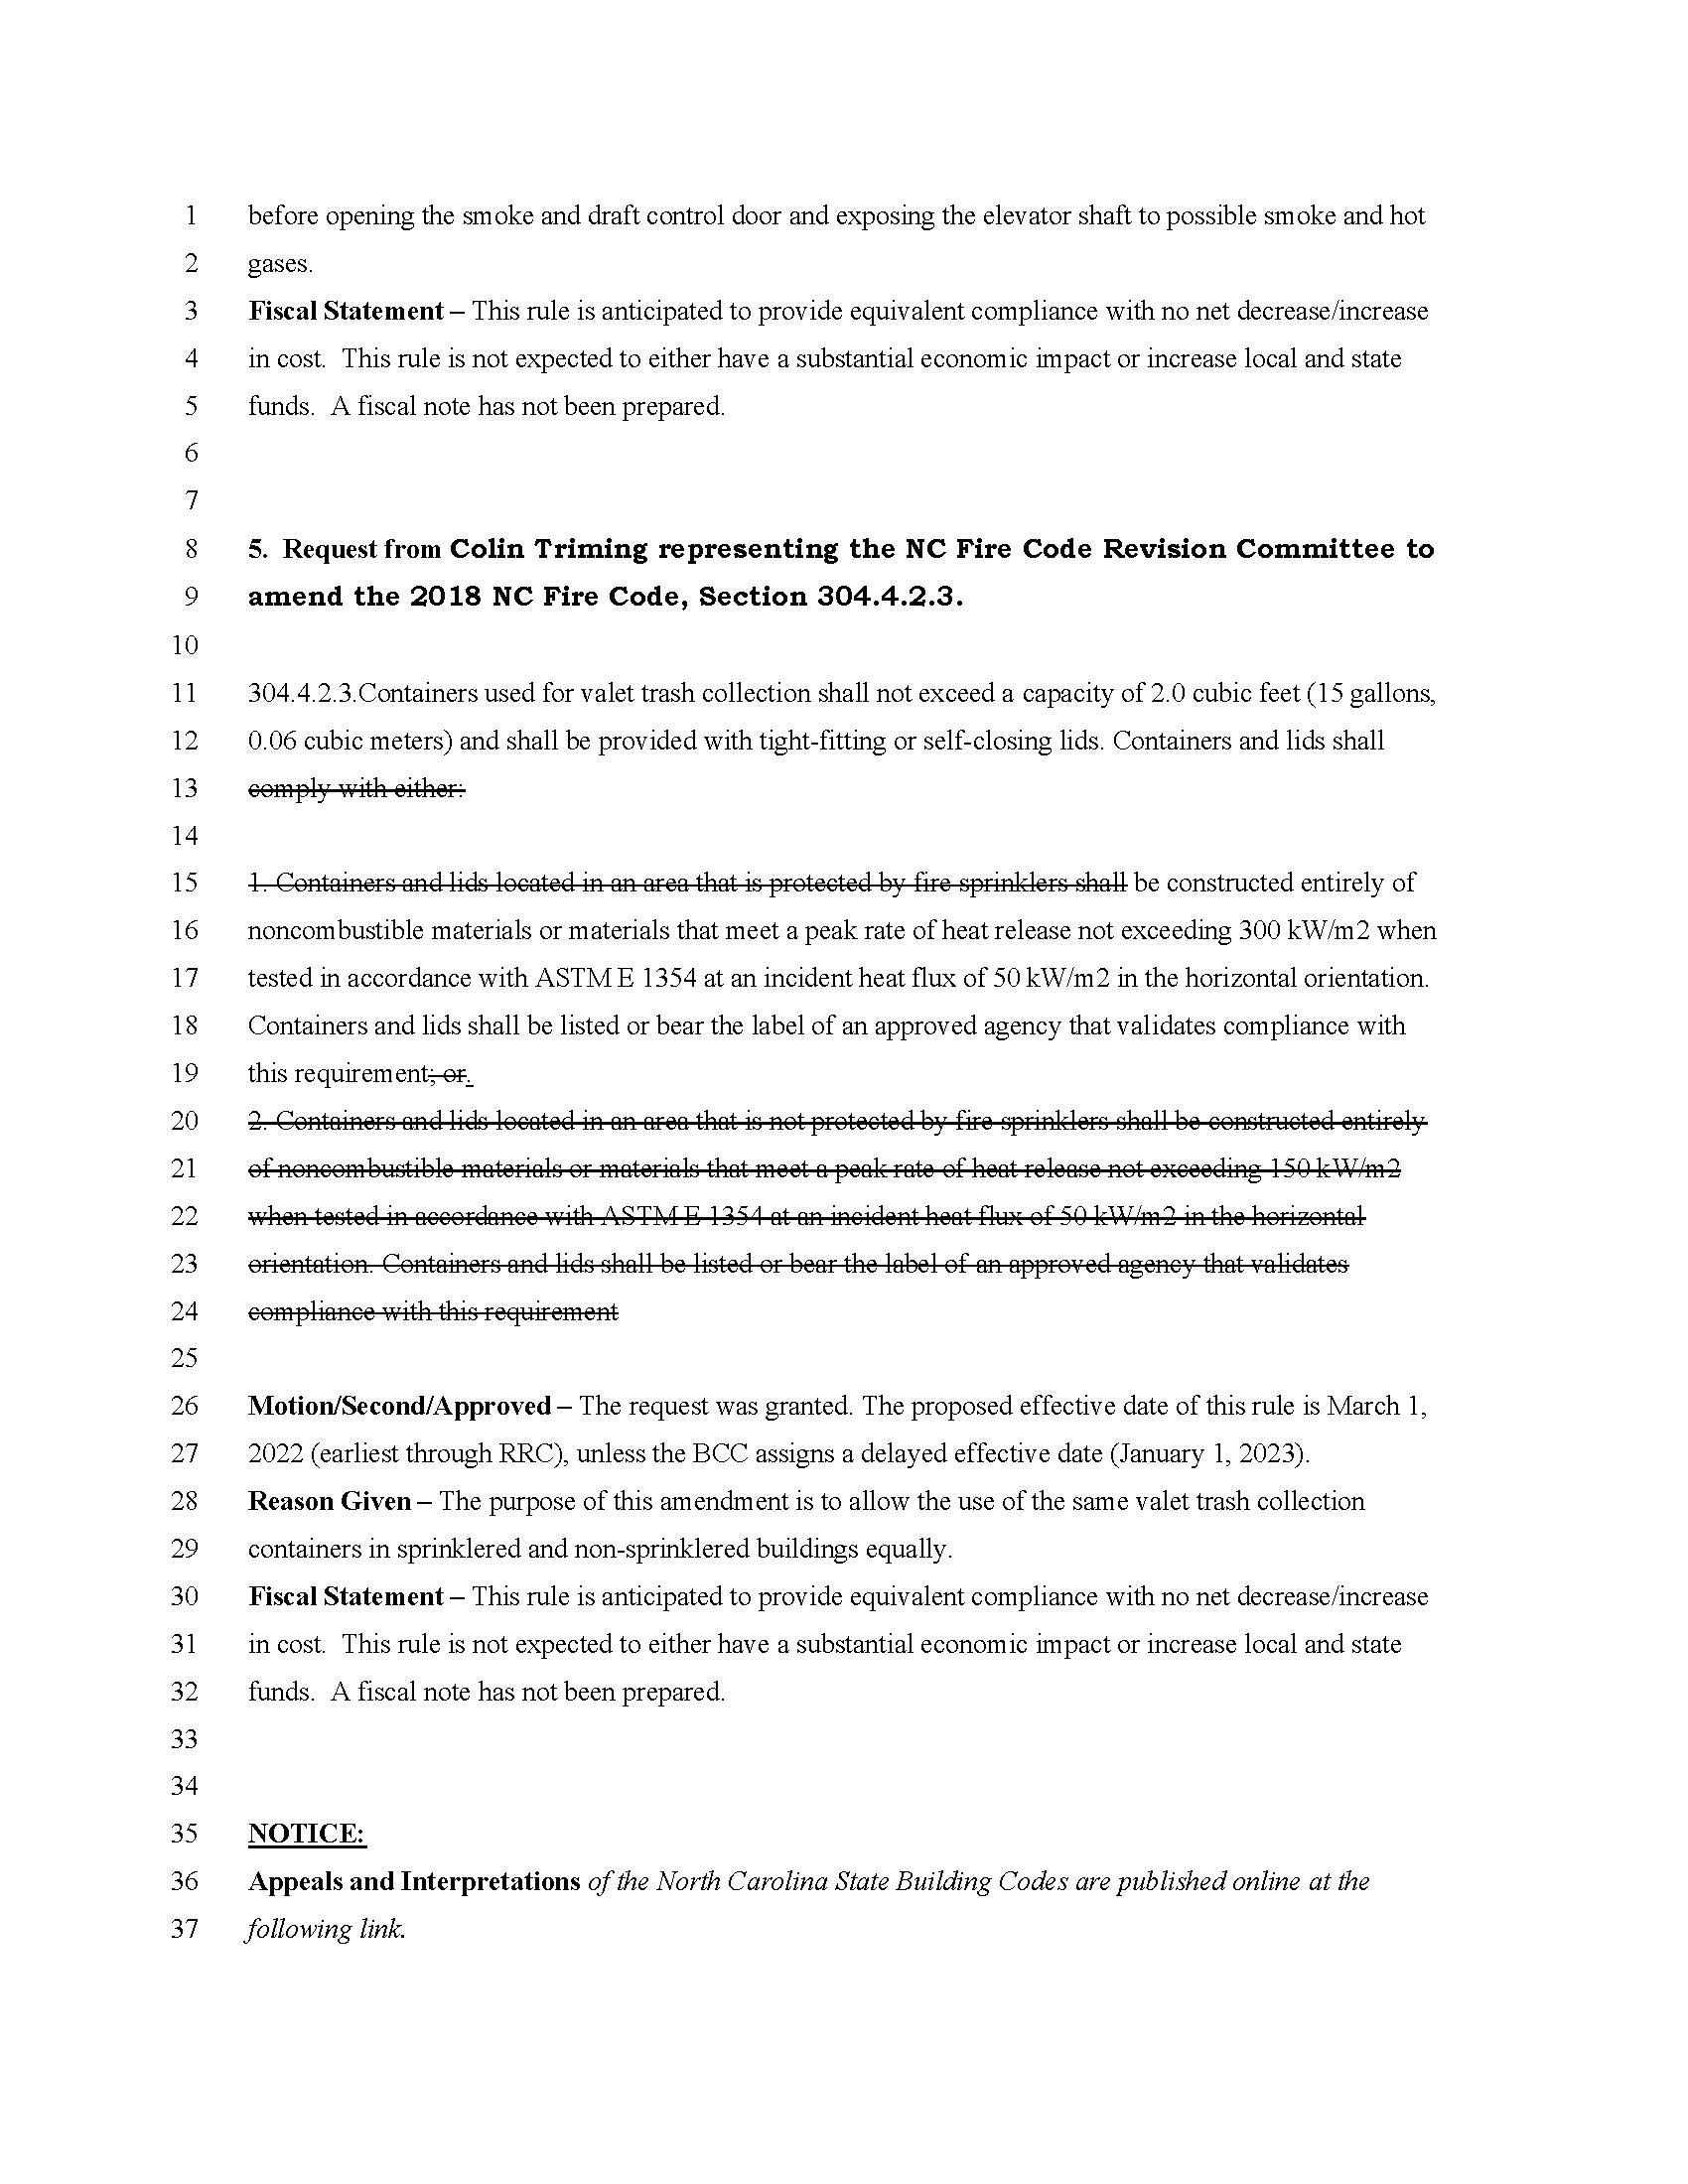 1 before opening the smoke and draft control door and exposing the elevator shaft to possible smoke and hot
2 gases.
3 Fiscal Statement – This rule is anticipated to provide equivalent compliance with no net decrease/increase
4 in cost.  This rule is not expected to either have a substantial economic impact or increase local and state
5 funds.  A fiscal note has not been prepared.
6
7
8 5.  Request from Colin Triming representing the NC Fire Code Revision Committee to
9 amend the 2018 NC Fire Code, Section 304.4.2.3.
10
11 304.4.2.3.Containers used for valet trash collection shall not exceed a capacity of 2.0 cubic feet (15 gallons,
12 0.06 cubic meters) and shall be provided with tight-fitting or self-closing lids. Containers and lids shall
13 comply with either:
14
15 1. Containers and lids located in an area that is protected by fire sprinklers shall be constructed entirely of
16 noncombustible materials or materials that meet a peak rate of heat release not exceeding 300 kW/m2 when
17 tested in accordance with ASTM E 1354 at an incident heat flux of 50 kW/m2 in the horizontal orientation.
18 Containers and lids shall be listed or bear the label of an approved agency that validates compliance with
19 this requirement; or.
20 2. Containers and lids located in an area that is not protected by fire sprinklers shall be constructed entirely
21 of noncombustible materials or materials that meet a peak rate of heat release not exceeding 150 kW/m2
22 when tested in accordance with ASTM E 1354 at an incident heat flux of 50 kW/m2 in the horizontal
23 orientation. Containers and lids shall be listed or bear the label of an approved agency that validates
24 compliance with this requirement
25
26 Motion/Second/Approved – The request was granted. The proposed effective date of this rule is March 1,
27 2022 (earliest through RRC), unless the BCC assigns a delayed effective date (January 1, 2023).
28 Reason Given – The purpose of this amendment is to allow the use of the same valet trash collection
29 containers in sprinklered and non-sprinklered buildings equally.
30 Fiscal Statement – This rule is anticipated to provide equivalent compliance with no net decrease/increase
31 in cost.  This rule is not expected to either have a substantial economic impact or increase local and state
32 funds.  A fiscal note has not been prepared.
33
34
35 NOTICE:
36 Appeals and Interpretations of the North Carolina State Building Codes are published online at the
37 following link.